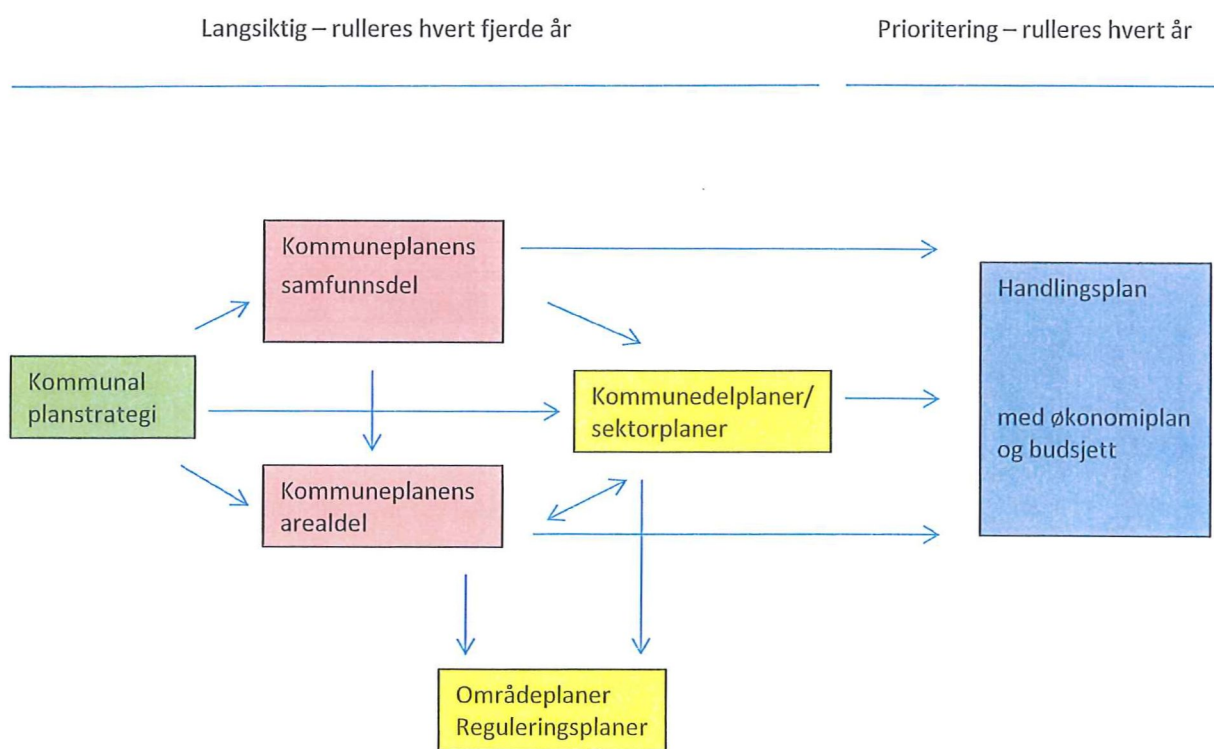 Langsiktig – rulleres hvert fjerde år
Prioritering – rulleres hvert år
Kommuneplanens
samfunnsdel
Handlingsplan
Kommunal
planstrategi
Kommunedelplaner/
sektorplaner
med økonomiplan
og budsjett
Kommuneplanens
arealdel
Områdeplaner
Reguleringsplaner